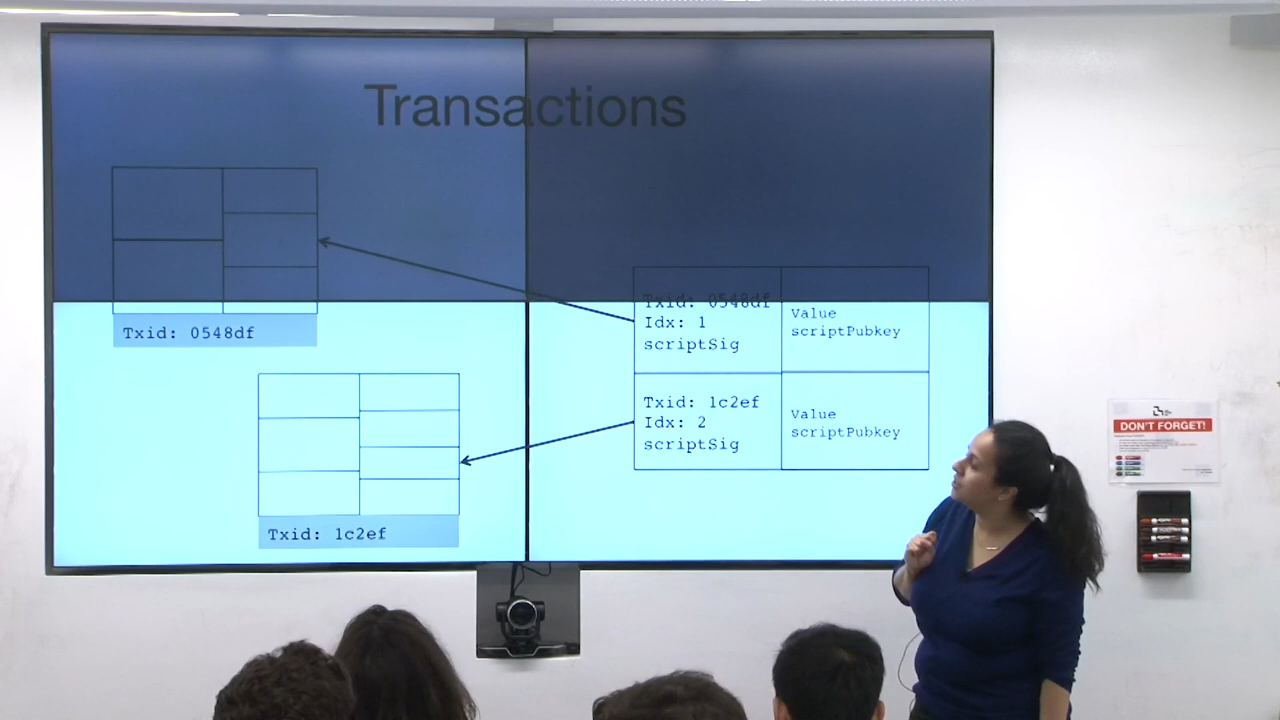 Transactions
Txid: 0548df
Txid: 0548df
Idx: 1
scriptSig
Value
scriptPubkey
Txid: 1c2ef
Idx: 2
scriptSig
Value
scriptPubkey
Txid: 1c2ef
DON'T FORGET!